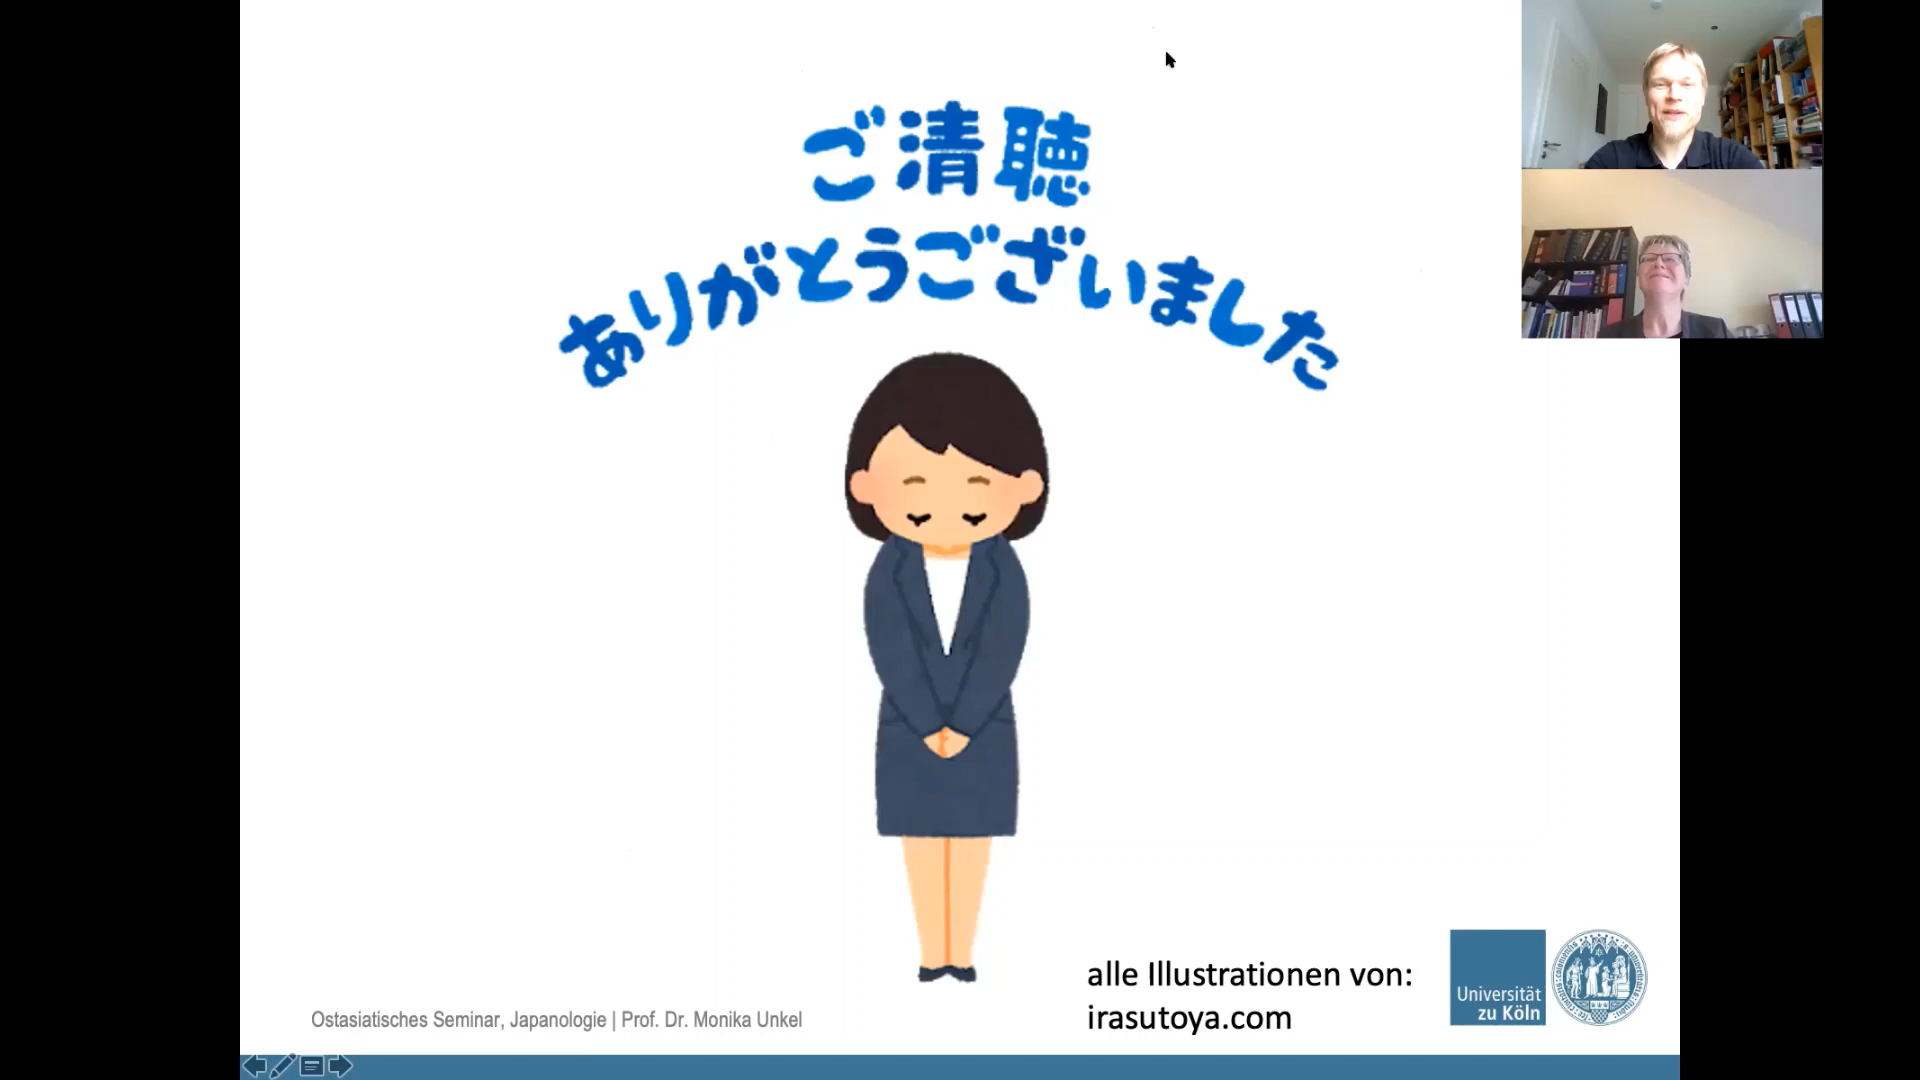 ご清聴
ありがとうございました
alle Illustrationen von:
irasutoya.com
Ostasiatisches Seminar, Japanologie | Prof. Dr. Monika Unkel
Universität
zu Köln